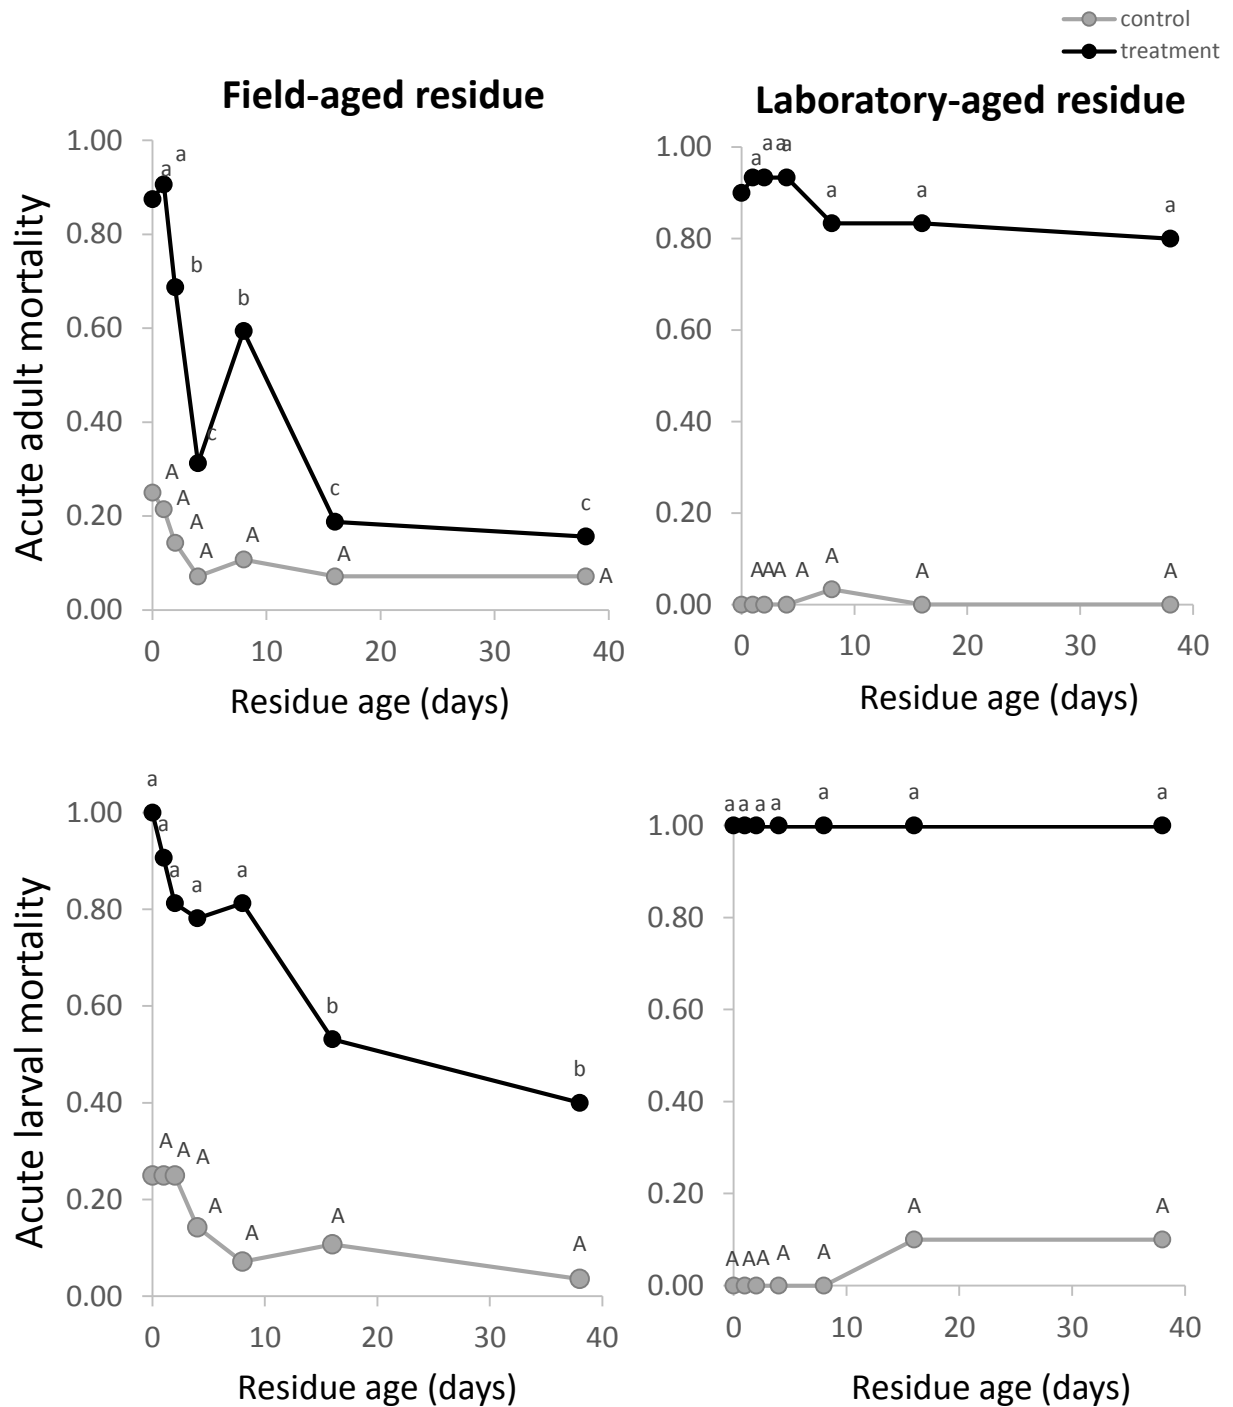 control
treatment
Field-aged residue
Laboratory-aged residue
Acute adult mortality
1.00
0.80
0.60
0.40
0.20
0.00
a
a
b
c
b
c
c
A
A
A
A
A
A
A
0 10 20 30 40
Residue age (days)
1.00
0.80
0.60
0.40
0.20
0.00
a
a
a
a
a
a
a
A
A
A
A
A
A
A
0 10 20 30 40
Residue age (days)
Acute larval mortality
1.00
0.80
0.60
0.40
0.20
0.00
a
a
a
a
a
b
b
A
A
A
A
A
A
A
0 10 20 30 40
Residue age (days)
1.00
0.80
0.60
0.40
0.20
0.00
a
a
a
a
a
a
a
A
A
A
A
A
A
A
0 10 20 30 40
Residue age (days)